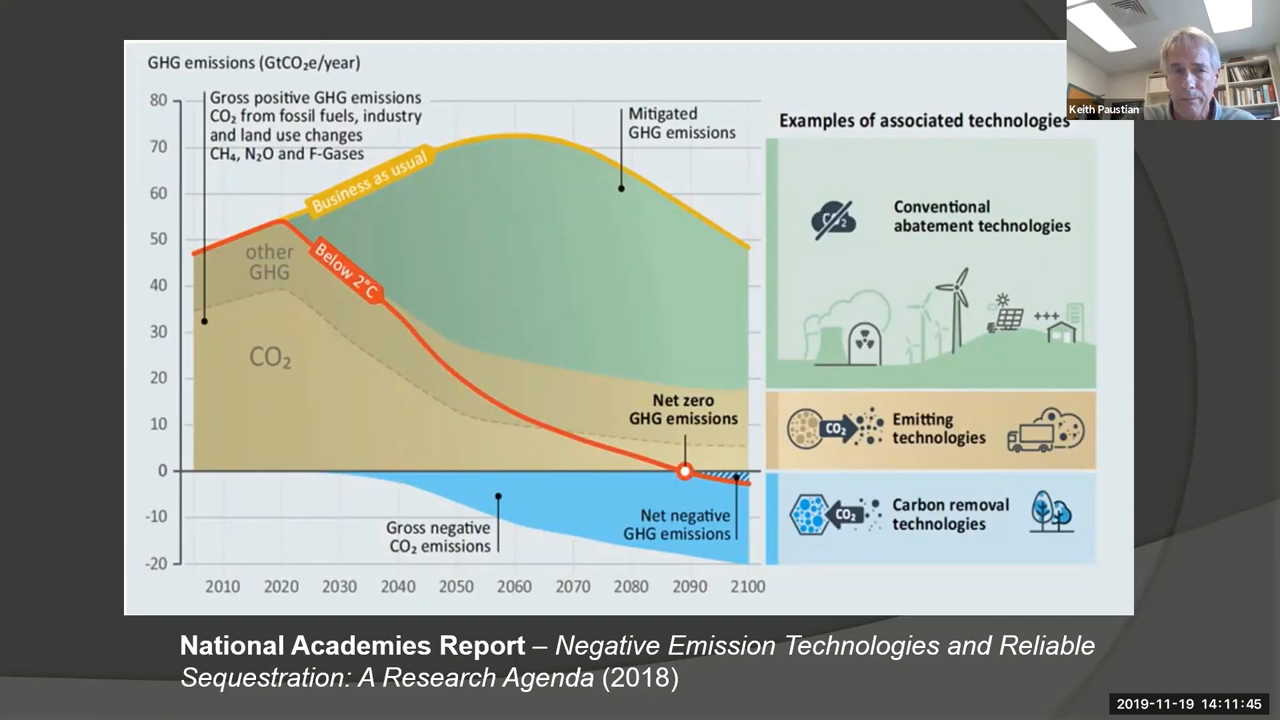 GHG emissions (GtCO₂e/year)
80
70
60
50
40
30
20
10
0
-10
-20
Gross positive GHG emissions
CO₂ from fossil fuels, industry
and land use changes
CH₄, N₂O and F-Gases
Business as usual
Below 2°C
other
GHG
CO₂
Mitigated
GHG emissions
Net zero
GHG emissions
Gross negative
CO₂ emissions
Net negative
GHG emissions
2010 2020 2030 2040 2050 2060 2070 2080 2090 2100
Examples of associated technologies
CO₂
Conventional
abatement technologies
CO₂
Emitting
technologies
CO₂
Carbon removal
technologies
Keith Paustian
National Academies Report – Negative Emission Technologies and Reliable
Sequestration: A Research Agenda (2018)
2019-11-19 14:11:45